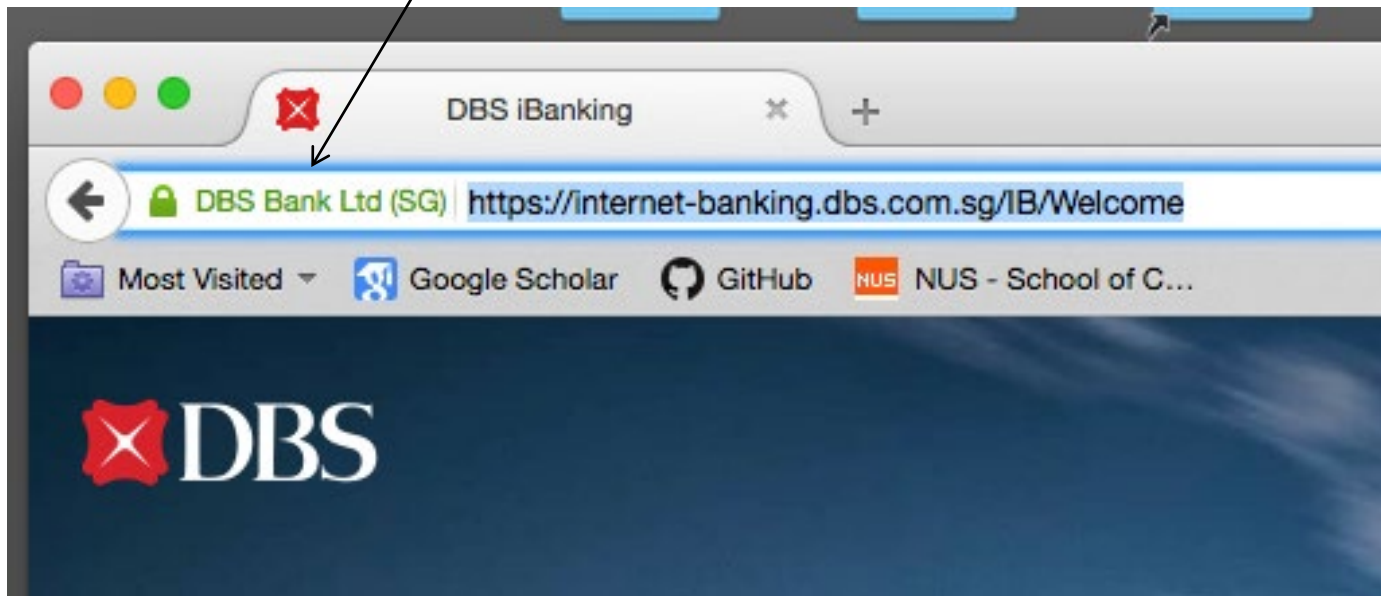 DBS iBanking
DBS Bank Ltd (SG) https://internet-banking.dbs.com.sg/IB/Welcome
Most Visited Google Scholar GitHub NUS NUS - School of C...
DBS